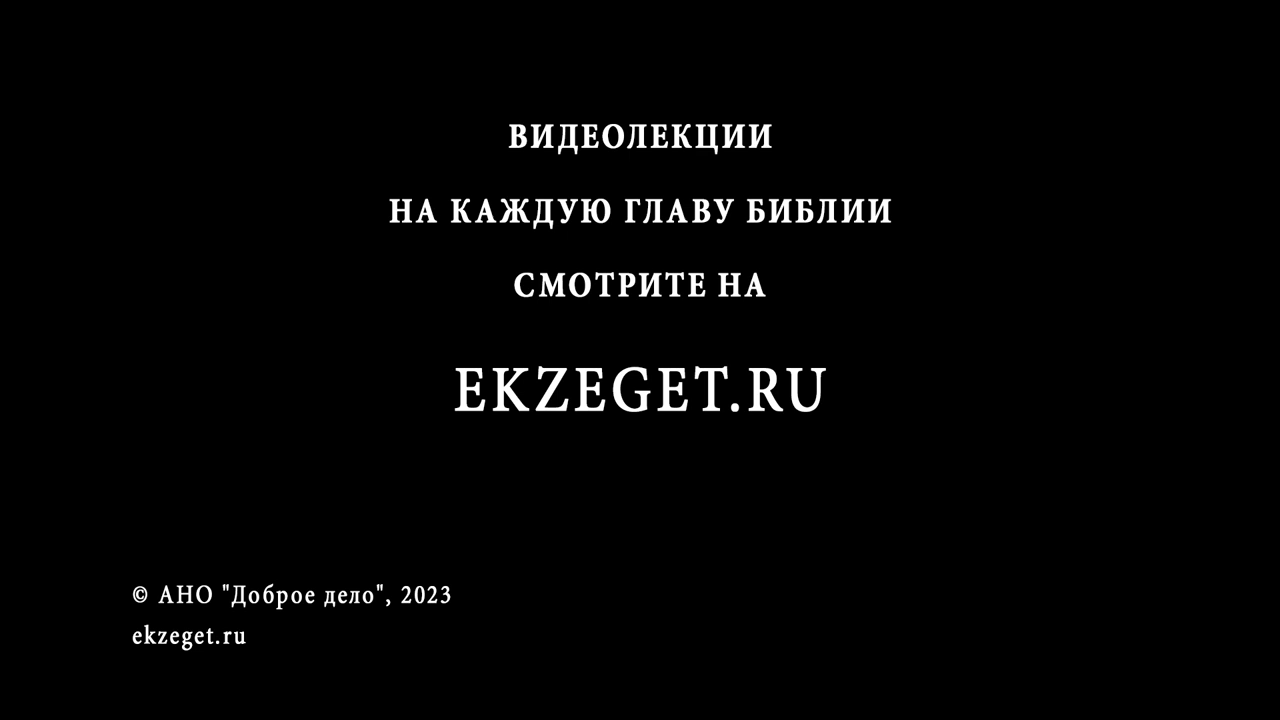 ВИДЕОЛЕКЦИИ
НА КАЖДУЮ ГЛАВУ БИБЛИИ
СМОТРИТЕ НА
EKZEGET.RU
© АНО "Доброе дело", 2023
ekzeget.ru